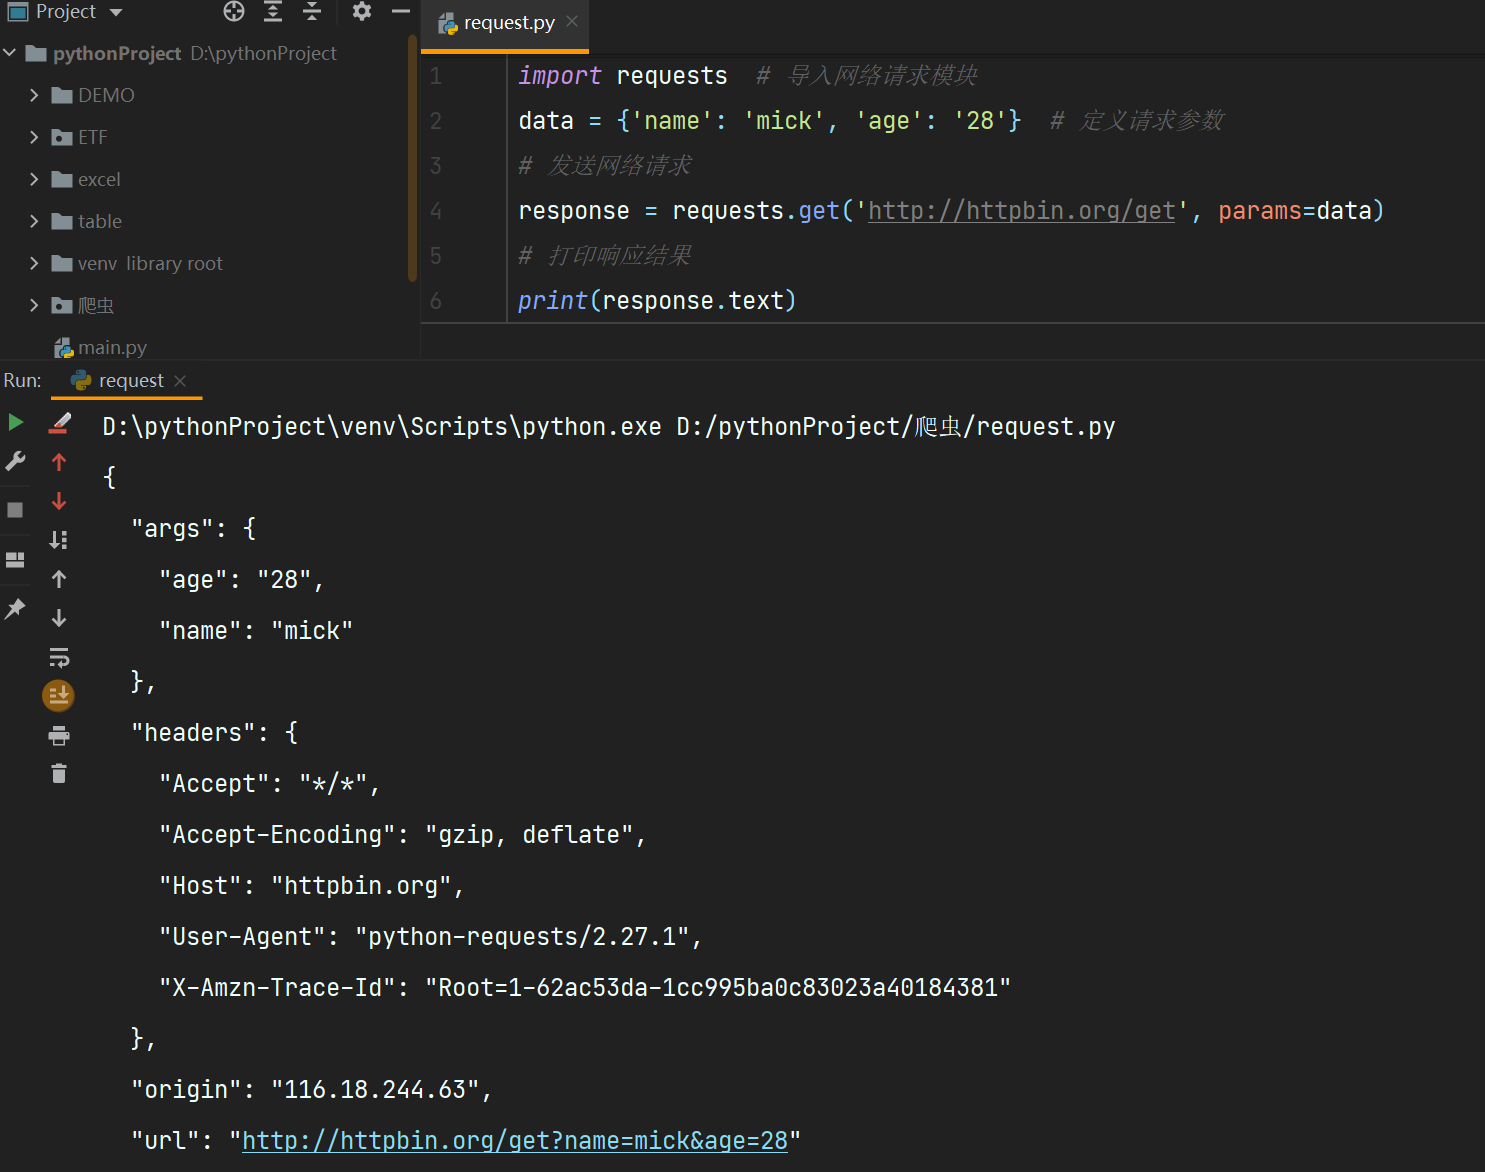 Project
request.py
pythonProject D:\pythonProject
DEMO
ETF
excel
table
venv library root
爬虫
main.py
1 import requests  # 导入网络请求模块
2 data = {'name': 'mick', 'age': '28'}  # 定义请求参数
3 # 发送网络请求
4 response = requests.get('http://httpbin.org/get', params=data)
5 # 打印响应结果
6 print(response.text)
Run: request
D:\pythonProject\venv\Scripts\python.exe D:/pythonProject/爬虫/request.py
{
  "args": {
    "age": "28",
    "name": "mick"
  },
  "headers": {
    "Accept": "*/*",
    "Accept-Encoding": "gzip, deflate",
    "Host": "httpbin.org",
    "User-Agent": "python-requests/2.27.1",
    "X-Amzn-Trace-Id": "Root=1-62ac53da-1cc995ba0c83023a40184381"
  },
  "origin": "116.18.244.63",
  "url": "http://httpbin.org/get?name=mick&age=28"